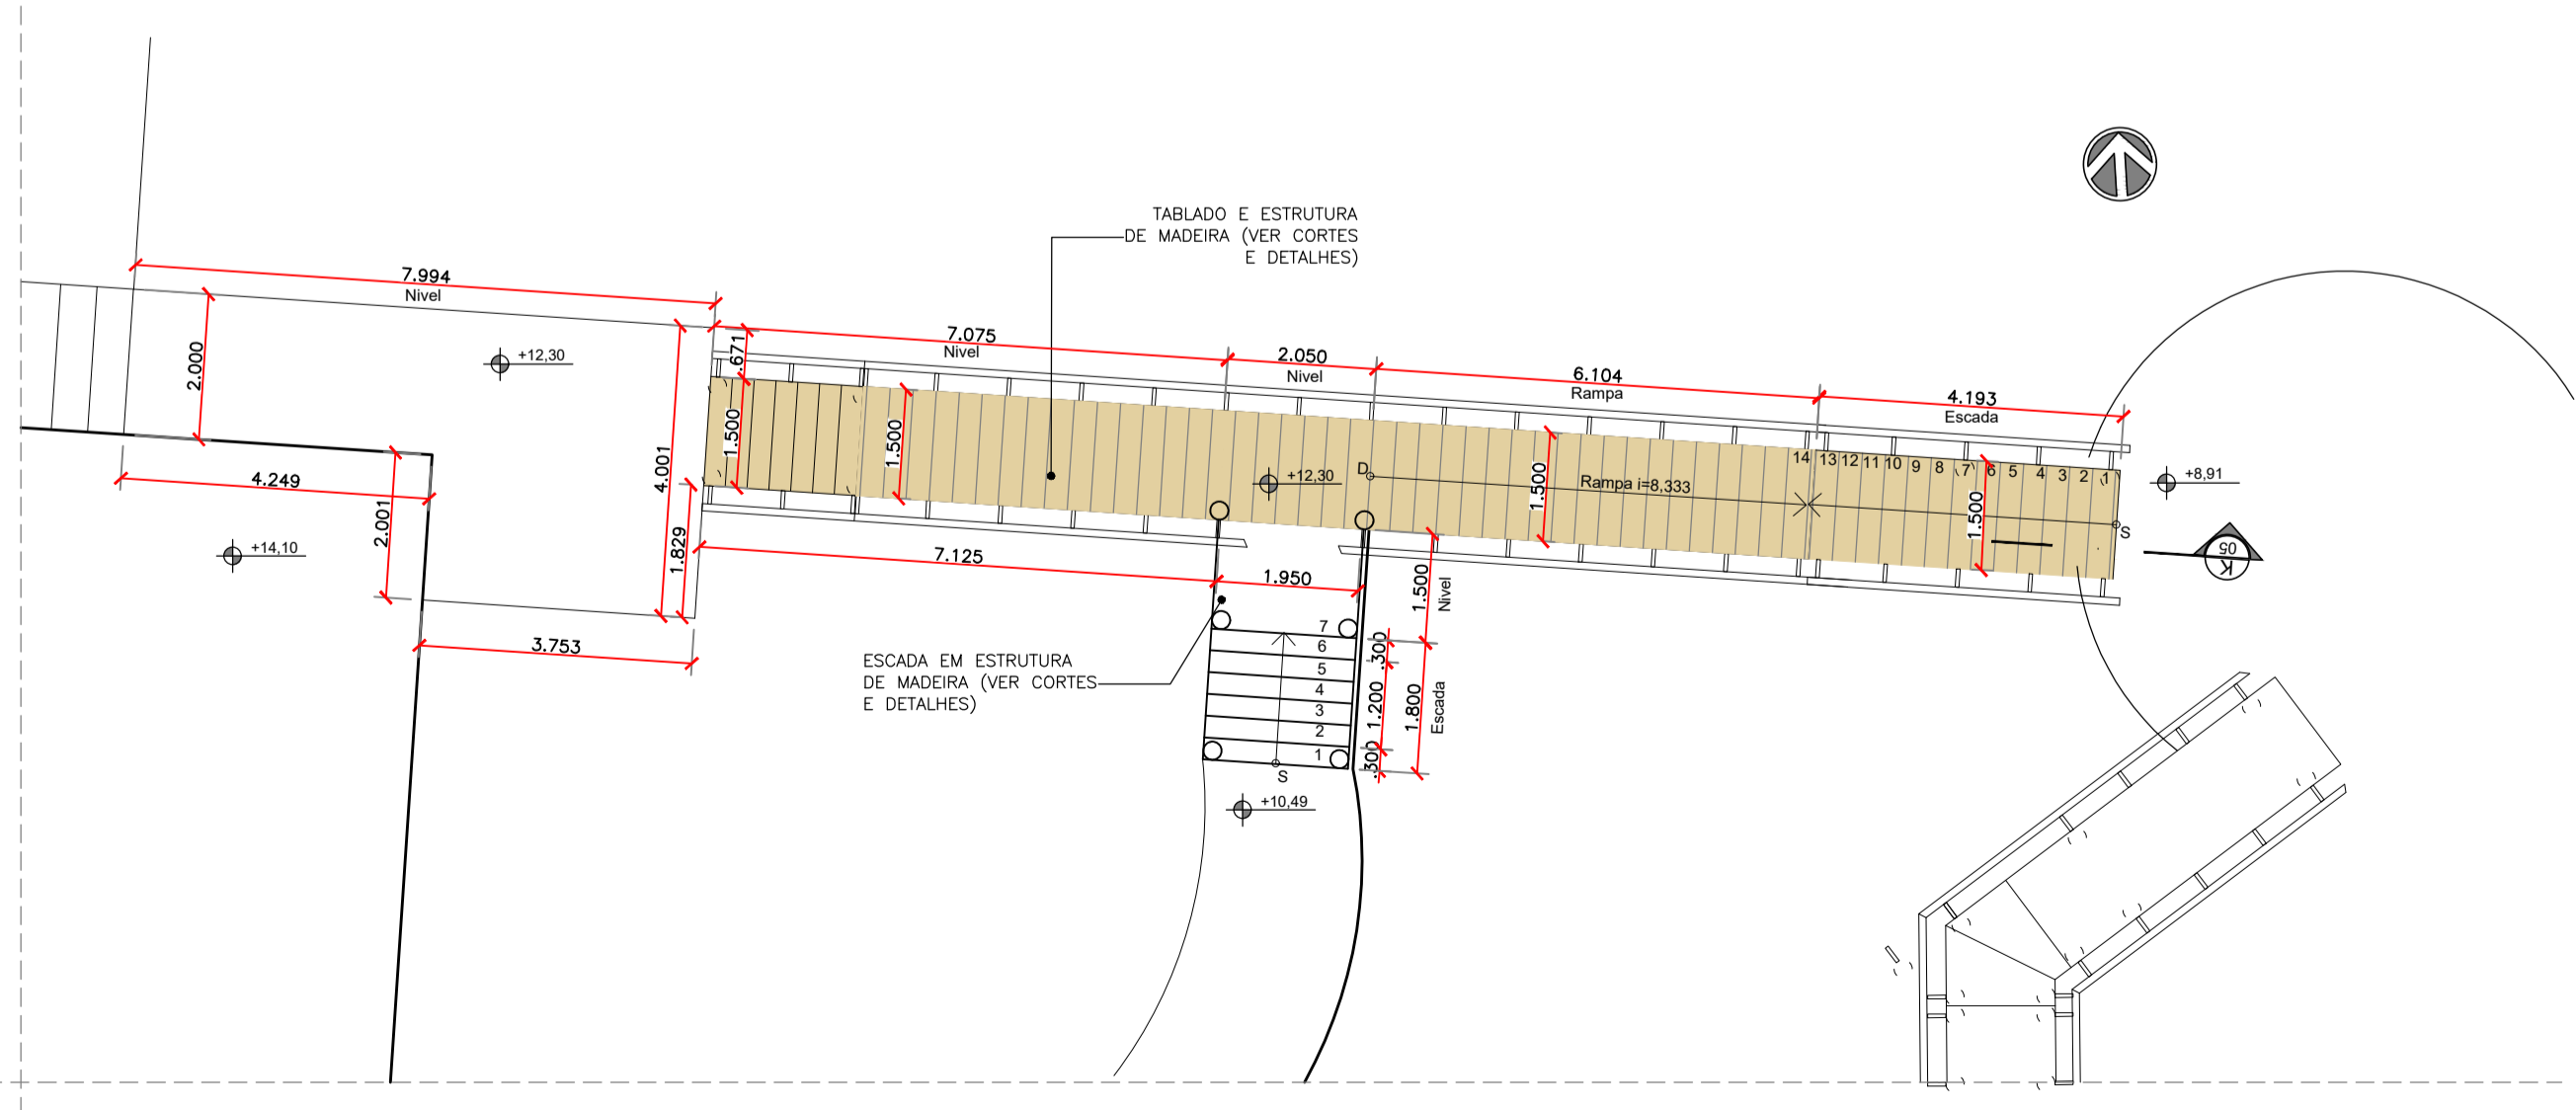 TABLADO E ESTRUTURA
DE MADEIRA (VER CORTES
E DETALHES)
7.994
Nivel
7.075
Nivel
2.050
Nivel
6.104
Rampa
4.193
Escada
2.000
+12,30
.671
1.500
1.500
4.001
1.829
4.249
2.001
+14,10
3.753
+12,30
D
Rampa i=8,333
1.500
14 13 12 11 10 9 8 7 6 5 4 3 2 1
1.500
S
+8,91
05
K
7.125
1.950
1.500
Nivel
.300
1.200
.300
1.800
Escada
7
6
5
4
3
2
1
S
ESCADA EM ESTRUTURA
DE MADEIRA (VER CORTES
E DETALHES)
+10,49